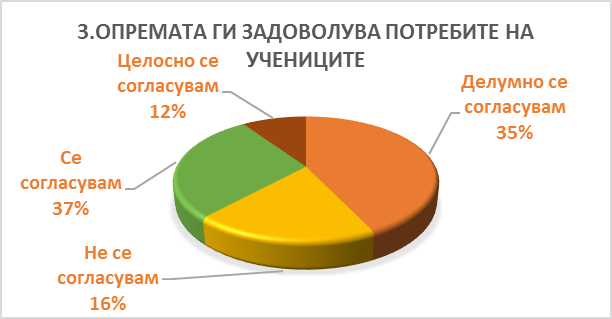 3.ОПРЕМАТА ГИ ЗАДОВОЛУВА ПОТРЕБИТЕ НА
УЧЕНИЦИТЕ
Целосно се
согласувам
12%
Делумно се
согласувам
35%
Се
согласувам
37%
Не се
согласувам
16%